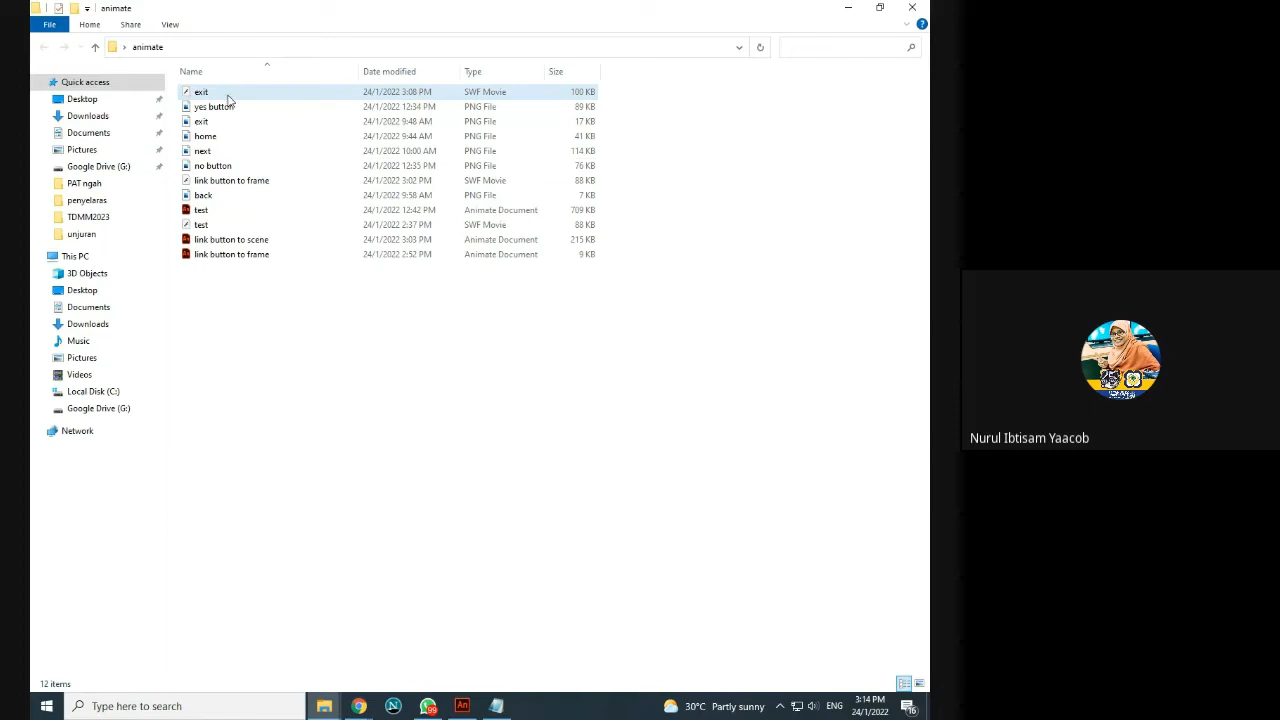 animate
File Home Share View
animate
Name Date modified Type Size
exit 24/1/2022 3:08 PM SWF Movie 100 KB
yes button 24/1/2022 12:34 PM PNG File 89 KB
exit 24/1/2022 9:48 AM PNG File 17 KB
home 24/1/2022 9:44 AM PNG File 41 KB
next 24/1/2022 10:00 AM PNG File 114 KB
no button 24/1/2022 12:35 PM PNG File 76 KB
link button to frame 24/1/2022 3:02 PM SWF Movie 88 KB
back 24/1/2022 9:58 AM PNG File 7 KB
test 24/1/2022 12:42 PM Animate Document 709 KB
test 24/1/2022 2:37 PM SWF Movie 88 KB
link button to scene 24/1/2022 3:03 PM Animate Document 215 KB
link button to frame 24/1/2022 2:52 PM Animate Document 9 KB
Quick access
Desktop
Downloads
Documents
Pictures
Google Drive (G:)
PAT ngah
penyelaras
TDMM2023
unjuran
This PC
3D Objects
Desktop
Documents
Downloads
Music
Pictures
Videos
Local Disk (C:)
Google Drive (G:)
Network
12 items
Type here to search
An
99
30°C Partly sunny
ENG
3:14 PM
24/1/2022
16
Nurul Ibtisam Yaacob